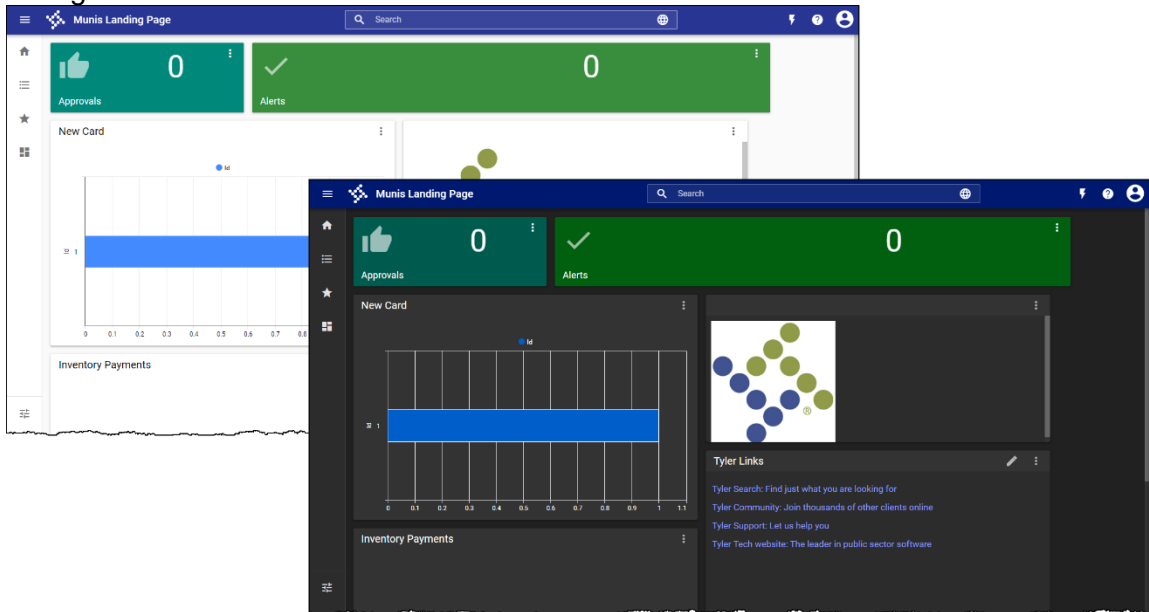 Munis Landing Page
Search
0
Approvals
0
Alerts
New Card
Id
Id 1
0 0.1 0.2 0.3 0.4 0.5 0.6 0.7 0.8
Inventory Payments
Munis Landing Page
Search
0
Approvals
0
Alerts
New Card
Id
Id 1
0 0.1 0.2 0.3 0.4 0.5 0.6 0.7 0.8 0.9 1 1.1
®
Tyler Links
Tyler Search: Find just what you are looking for
Tyler Community: Join thousands of other clients online
Tyler Support: Let us help you
Tyler Tech website: The leader in public sector software
Inventory Payments